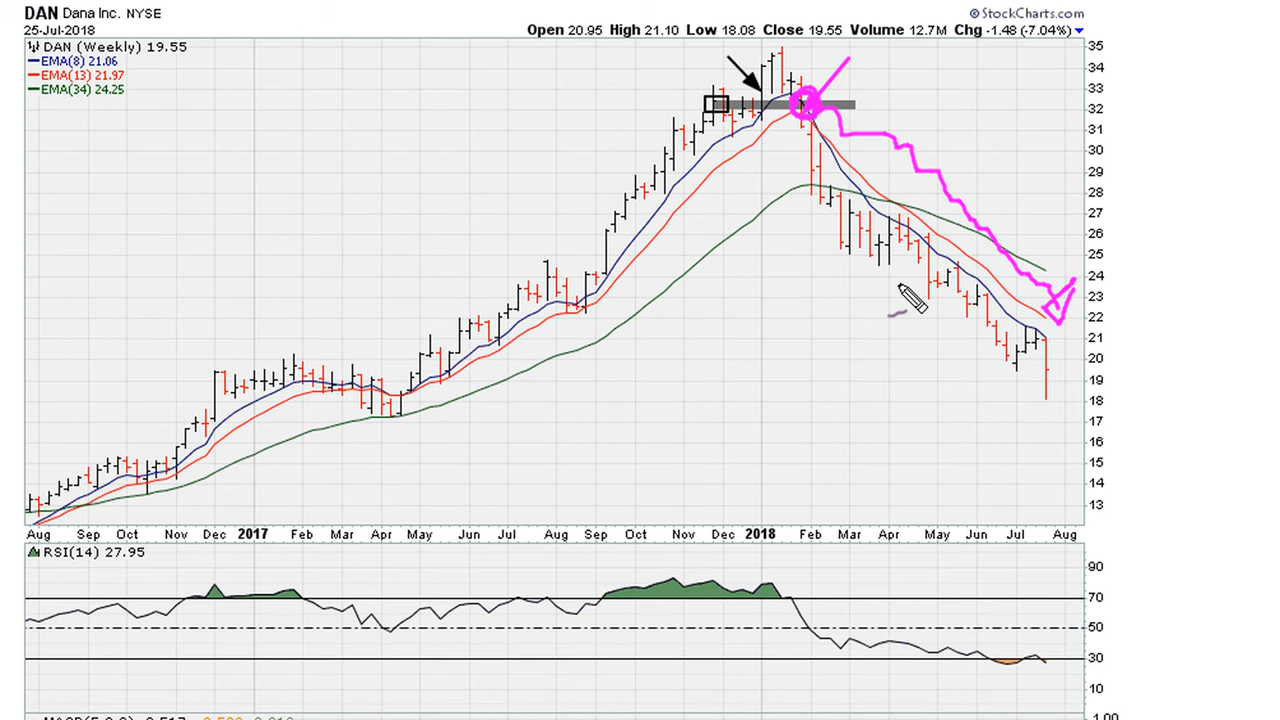 DAN Dana Inc. NYSE
© StockCharts.com
25-Jul-2018
Open 20.95 High 21.10 Low 18.08 Close 19.55 Volume 12.7M Chg -1.48 (-7.04%)
DAN (Weekly) 19.55
EMA(8) 21.06
EMA(13) 21.97
EMA(34) 24.25
35
34
33
32
31
30
29
28
27
26
25
24
23
22
21
20
19
18
17
16
15
14
13
Aug Sep Oct Nov Dec 2017 Feb Mar Apr May Jun Jul Aug Sep Oct Nov Dec 2018 Feb Mar Apr May Jun Jul Aug
RSI(14) 27.95
90
70
50
30
10